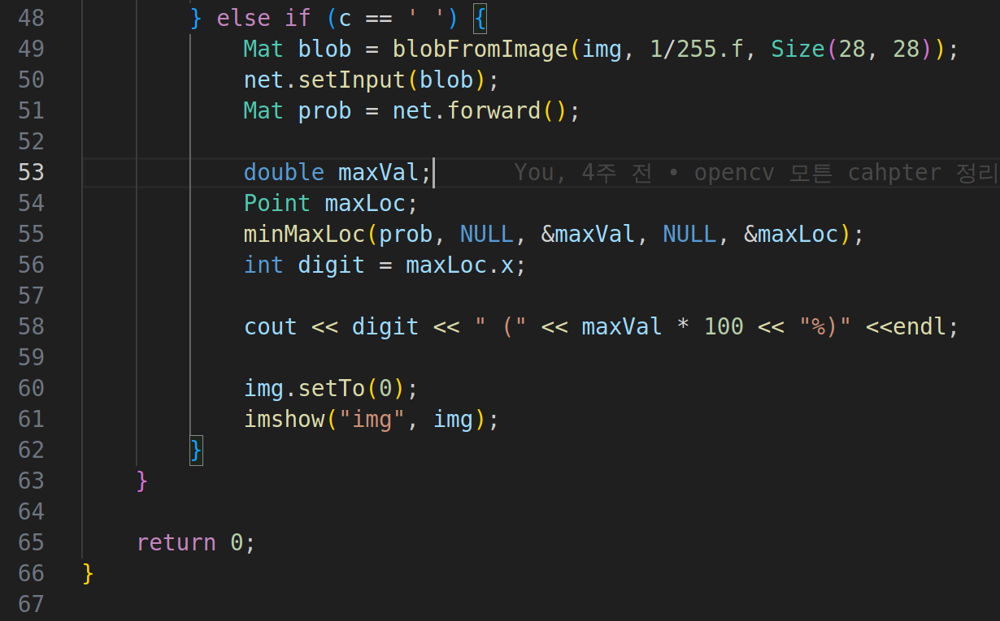 48 } else if (c == ' ') {
49 Mat blob = blobFromImage(img, 1/255.f, Size(28, 28));
50 net.setInput(blob);
51 Mat prob = net.forward();
52
53 double maxVal; You, 4주 전 • opencv 모튼 cahpter 정리
54 Point maxLoc;
55 minMaxLoc(prob, NULL, &maxVal, NULL, &maxLoc);
56 int digit = maxLoc.x;
57
58 cout << digit << " (" << maxVal * 100 << "%)" <<endl;
59
60 img.setTo(0);
61 imshow("img", img);
62 }
63 }
64
65 return 0;
66 }
67